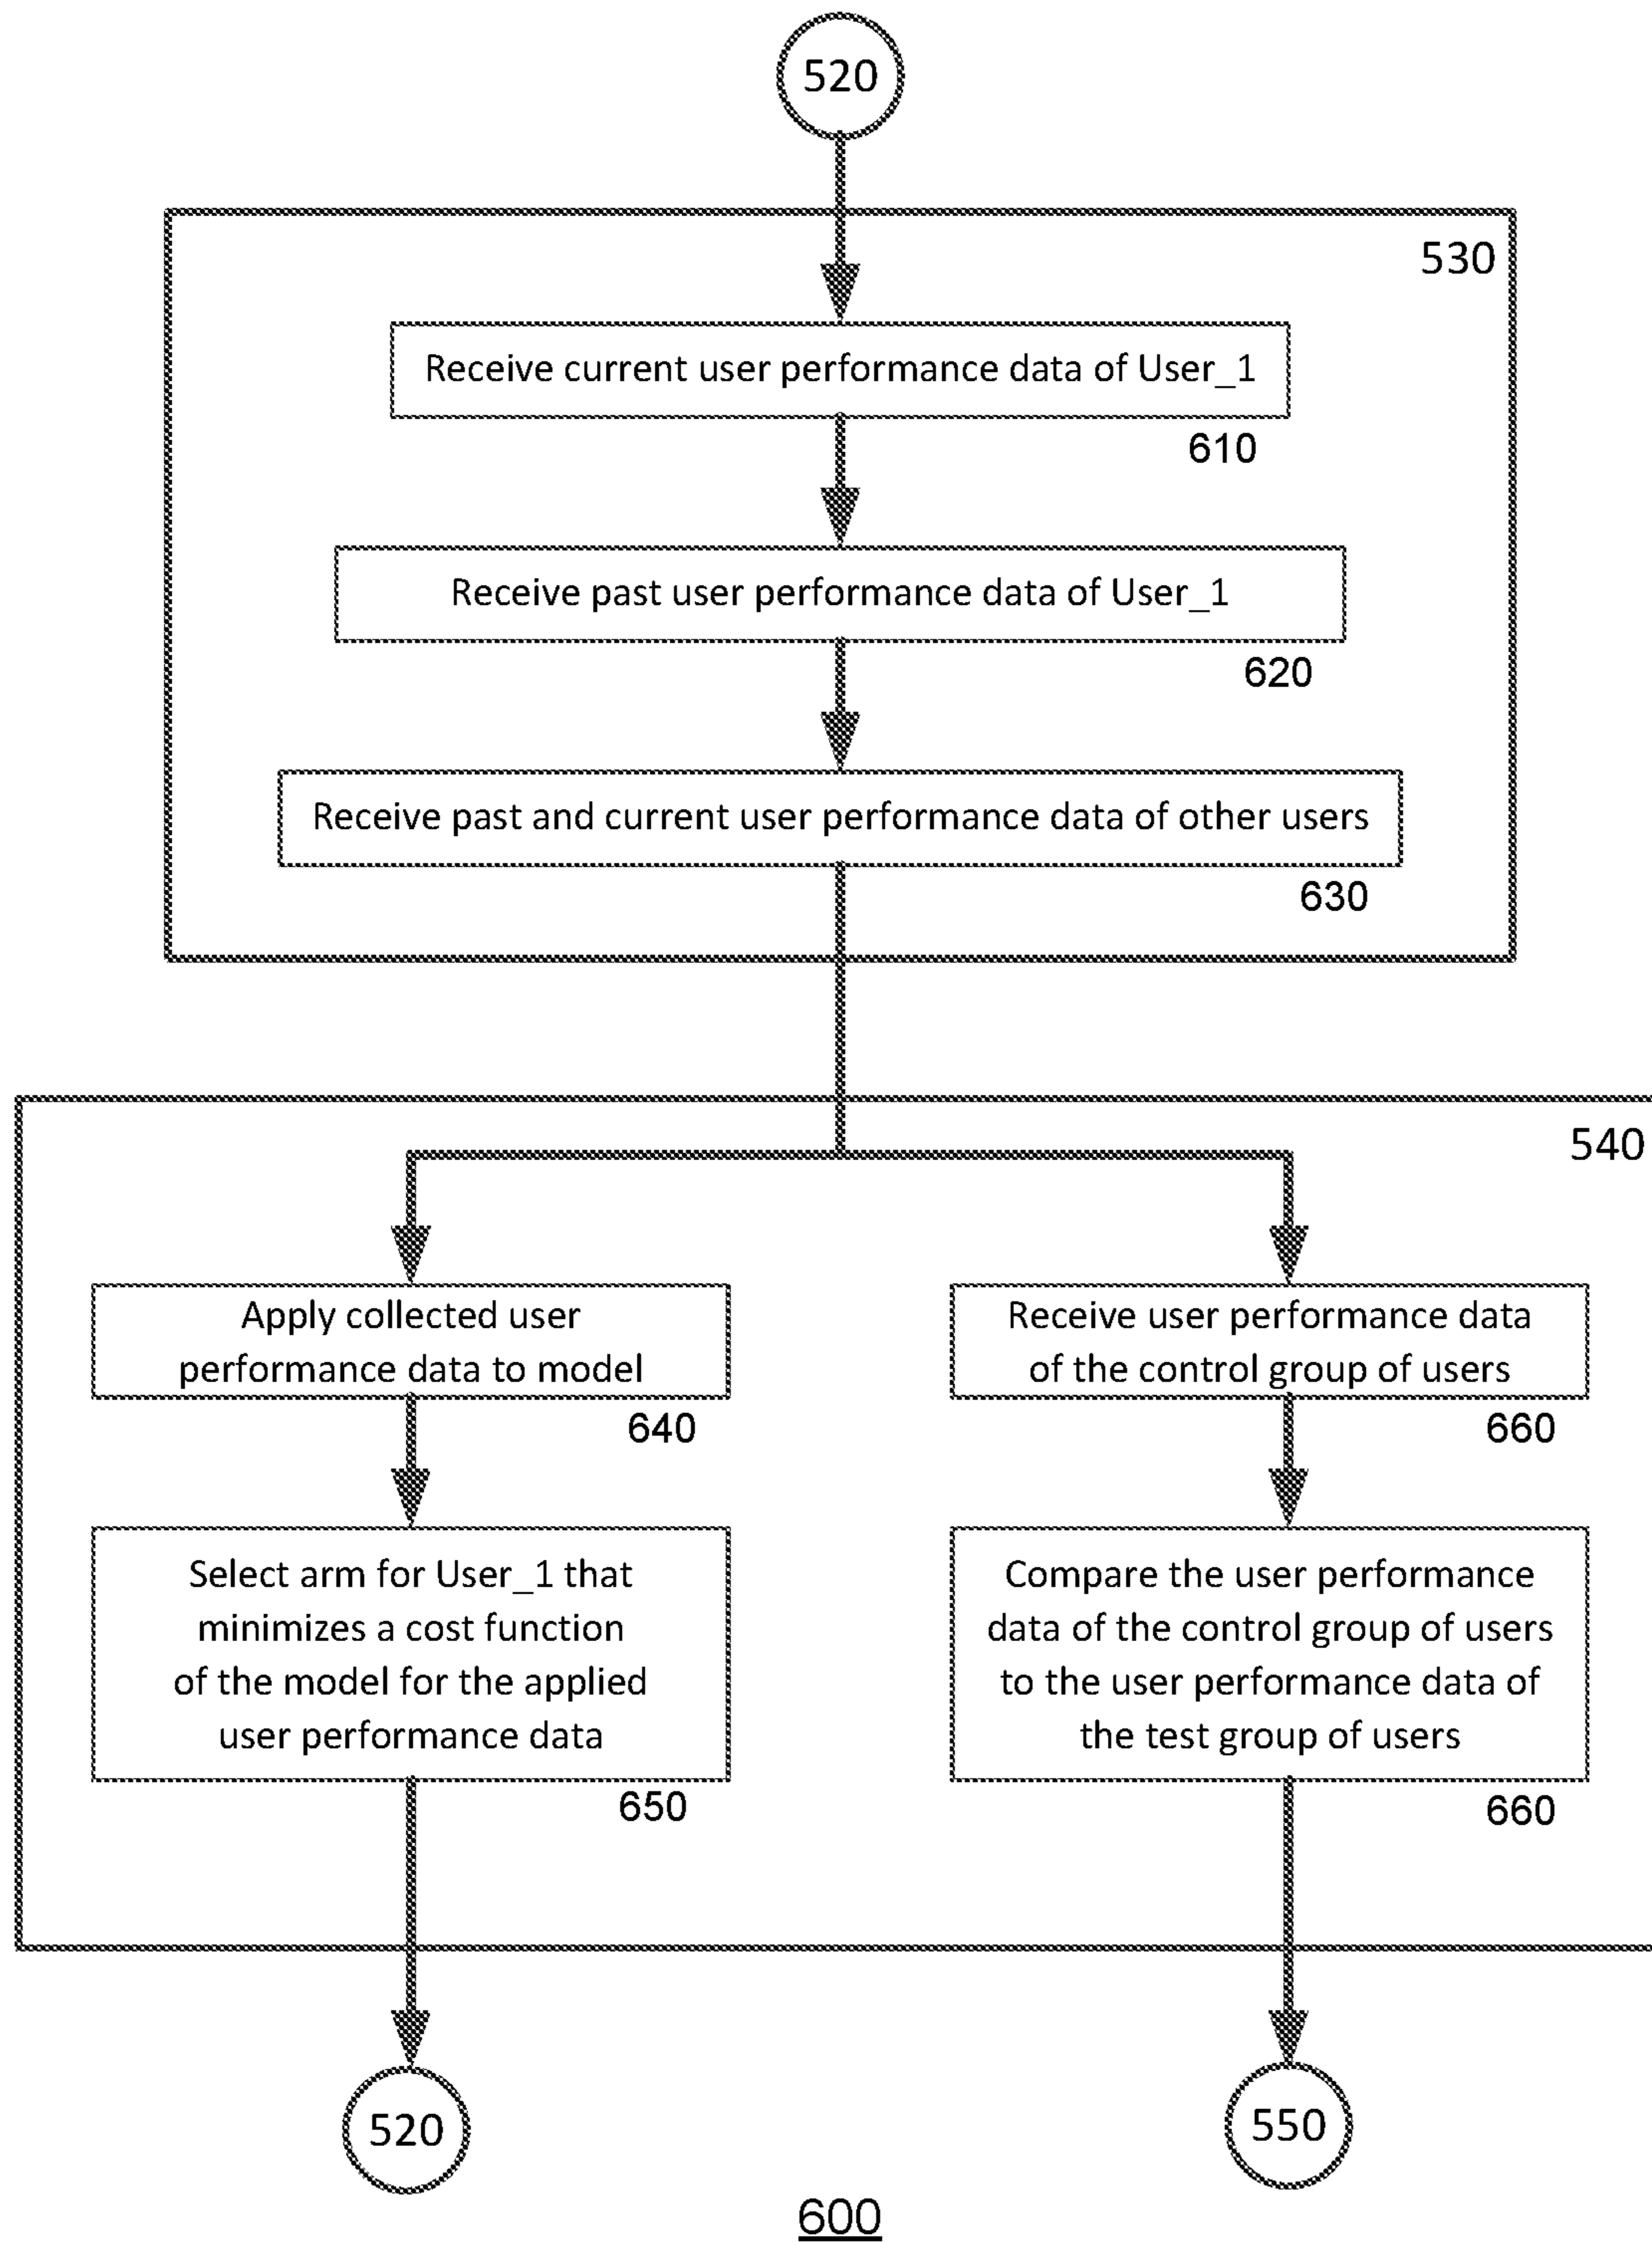 520
530
Receive current user performance data of User_1
610
Receive past user performance data of User_1
620
Receive past and current user performance data of other users
630
540
Apply collected user
performance data to model
640
Select arm for User_1 that
minimizes a cost function
of the model for the applied
user performance data
650
Receive user performance data
of the control group of users
660
Compare the user performance
data of the control group of users
to the user performance data of
the test group of users
660
520
550
600